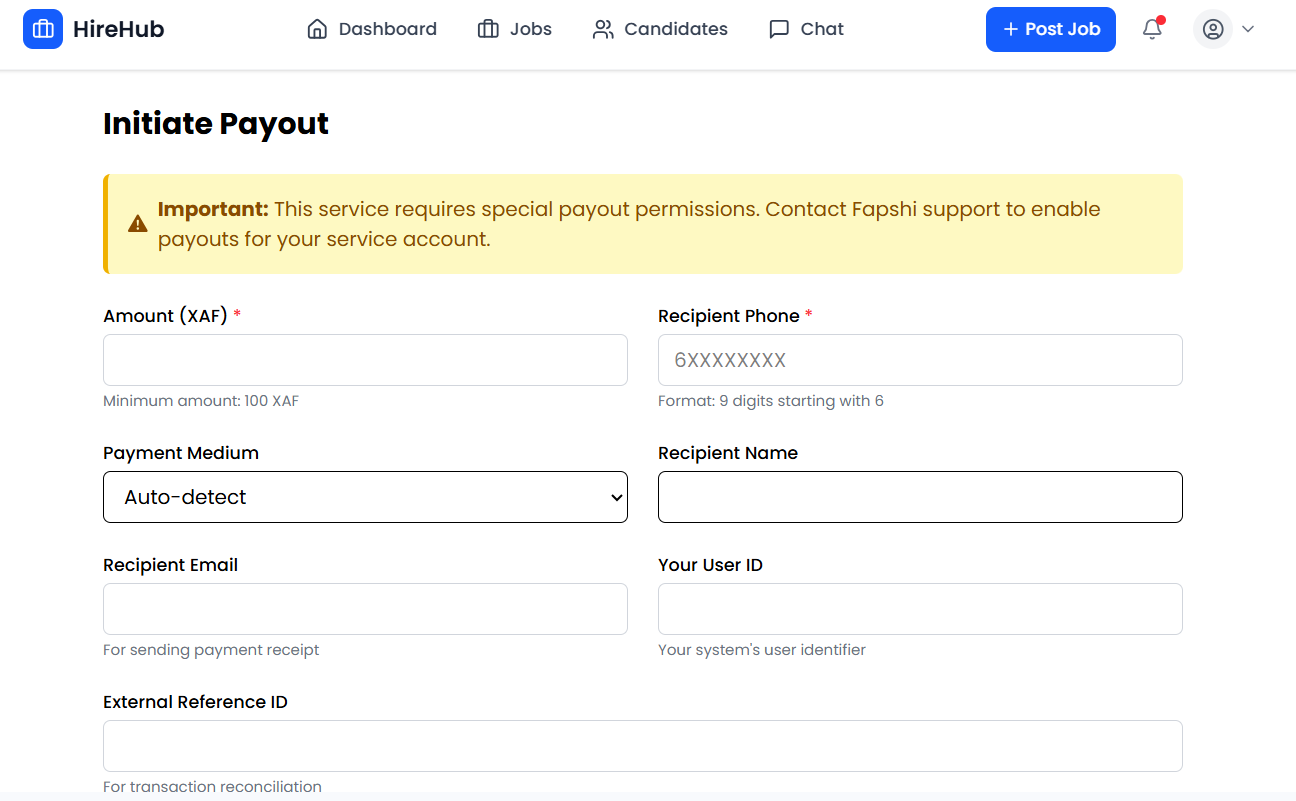 HireHub
Dashboard
Jobs
Candidates
Chat
+ Post Job
Initiate Payout
Important: This service requires special payout permissions. Contact Fapshi support to enable
payouts for your service account.
Amount (XAF) *
Recipient Phone *
6XXXXXXXX
Minimum amount: 100 XAF
Format: 9 digits starting with 6
Payment Medium
Recipient Name
Auto-detect
Recipient Email
Your User ID
For sending payment receipt
Your system's user identifier
External Reference ID
For transaction reconciliation